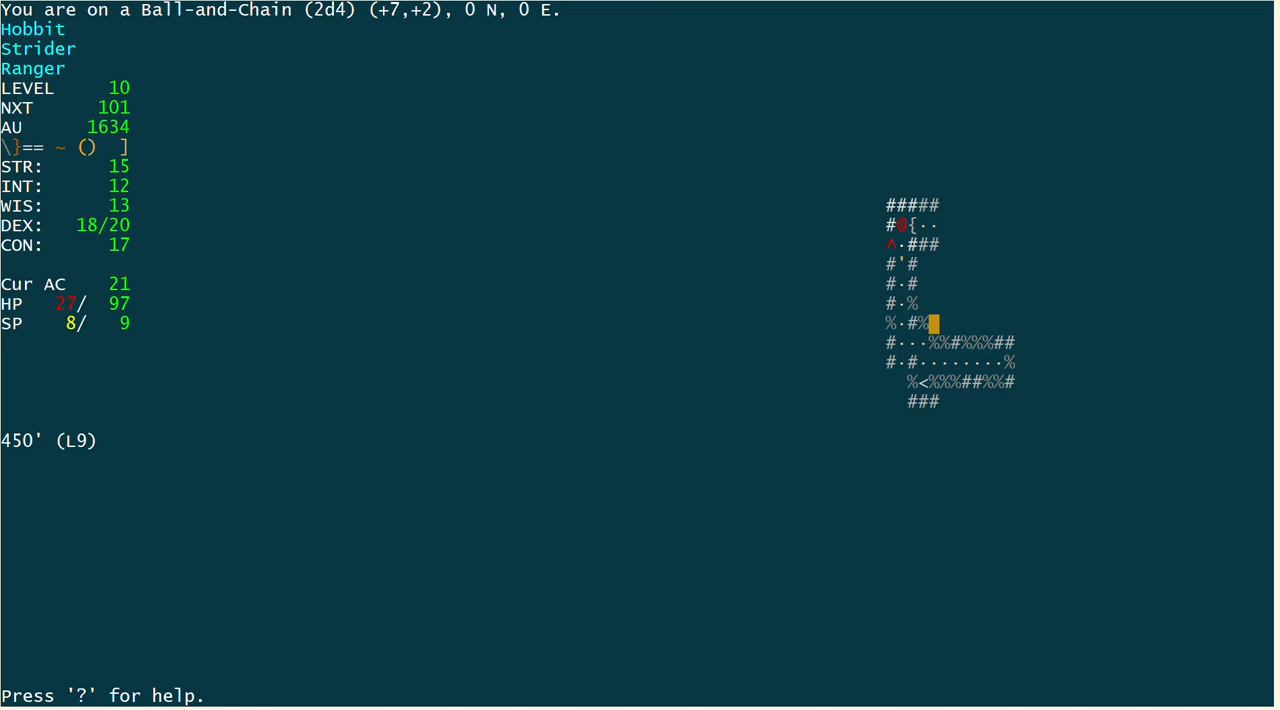 You are on a Ball-and-Chain (2d4) (+7,+2), 0 N, 0 E.
Hobbit
Strider
Ranger
LEVEL 10
NXT 101
AU 1634
\}== ~ () ]
STR: 15
INT: 12
WIS: 13
#####
DEX: 18/20 #@{··
CON: 17 ^·###
#'#
Cur AC 21 #·#
HP 27/ 97 #·%
SP 8/ 9 %·#%
#···%%#%%%##
#·#········%
%<%%%##%%#
###
450' (L9)
Press '?' for help.